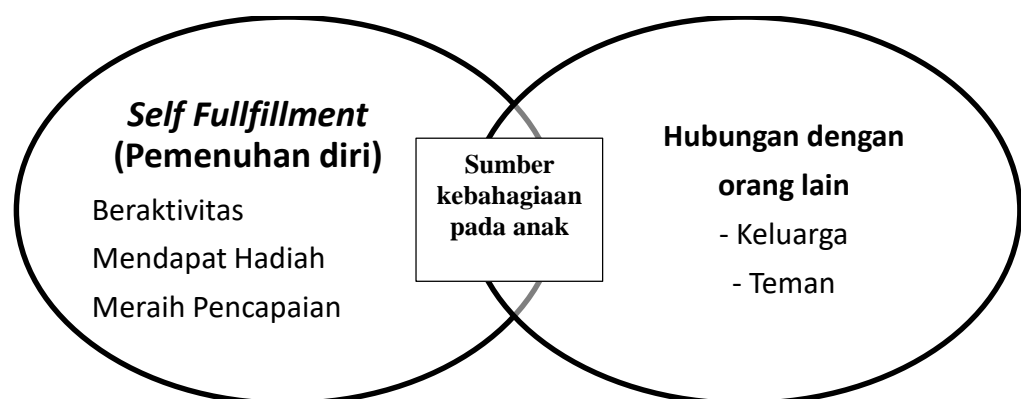 Self Fullfillment
(Pemenuhan diri)
Beraktivitas
Mendapat Hadiah
Meraih Pencapaian
Sumber
kebahagiaan
pada anak
Hubungan dengan
orang lain
- Keluarga
- Teman